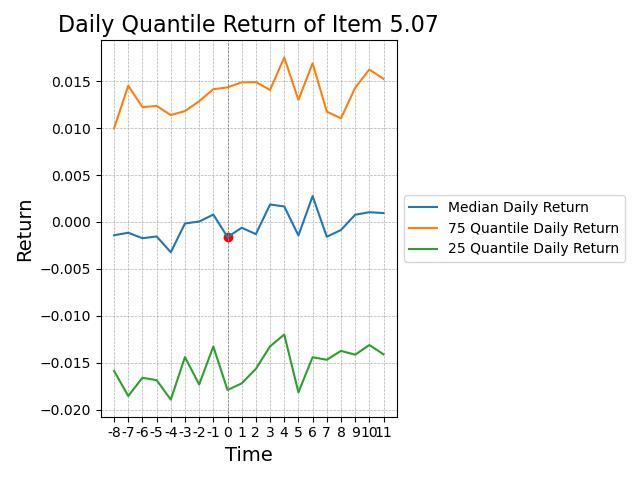 Daily Quantile Return of Item 5.07
Return
0.015
0.010
0.005
0.000
−0.005
−0.010
−0.015
−0.020
-8 -7 -6 -5 -4 -3 -2 -1 0 1 2 3 4 5 6 7 8 9 10 11
Time
Median Daily Return
75 Quantile Daily Return
25 Quantile Daily Return